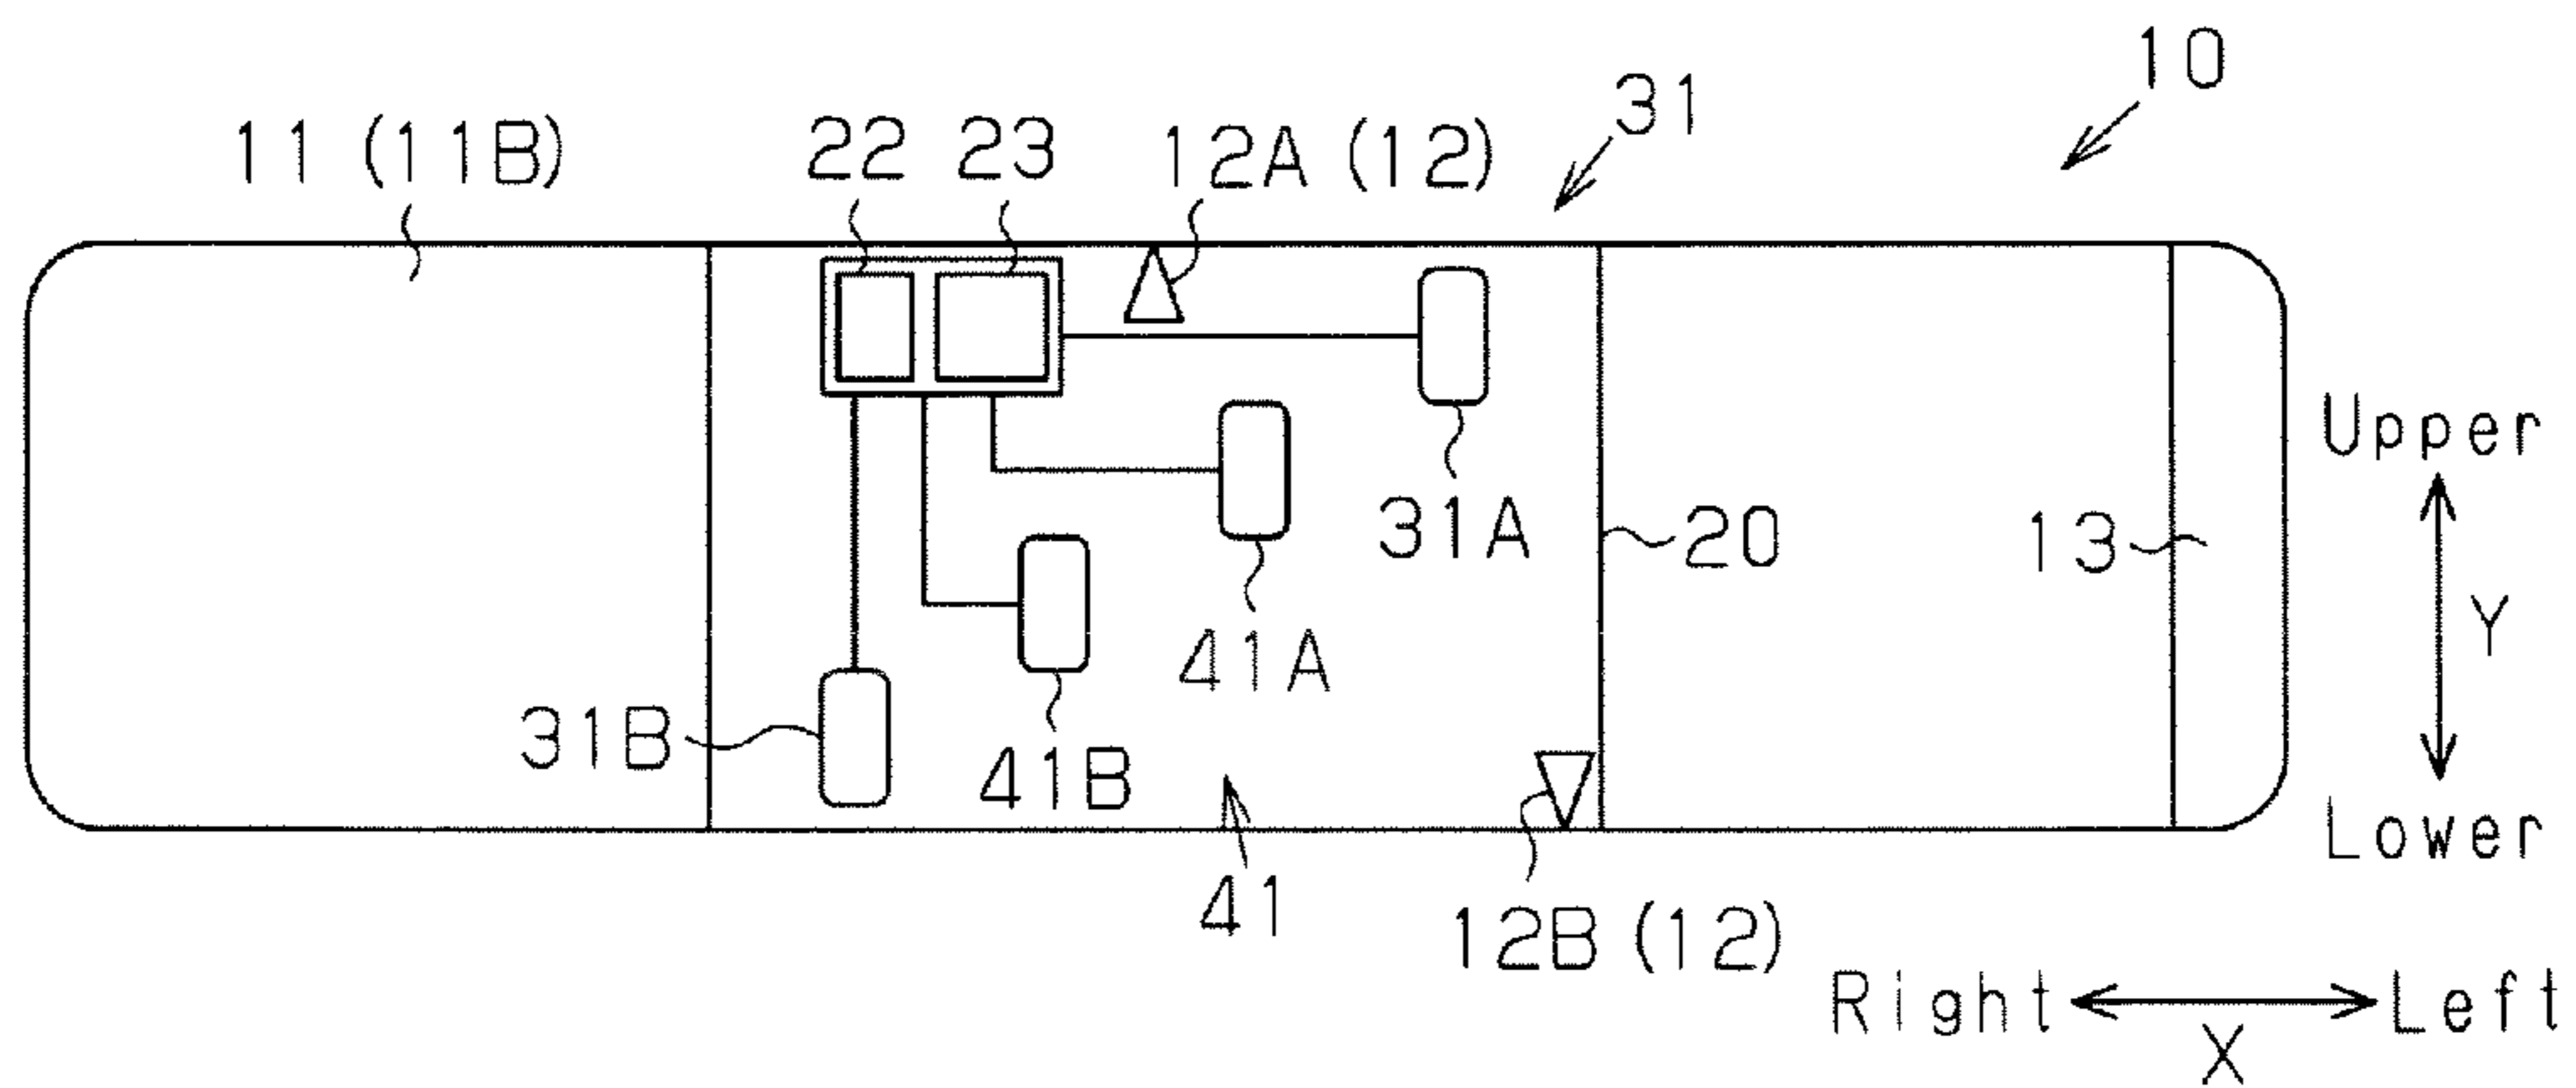 10
31
11 (11B)
22
23
12A (12)
Upper
31A
20
13
Y
41A
31B
41B
Lower
41
12B (12)
Right
Left
X